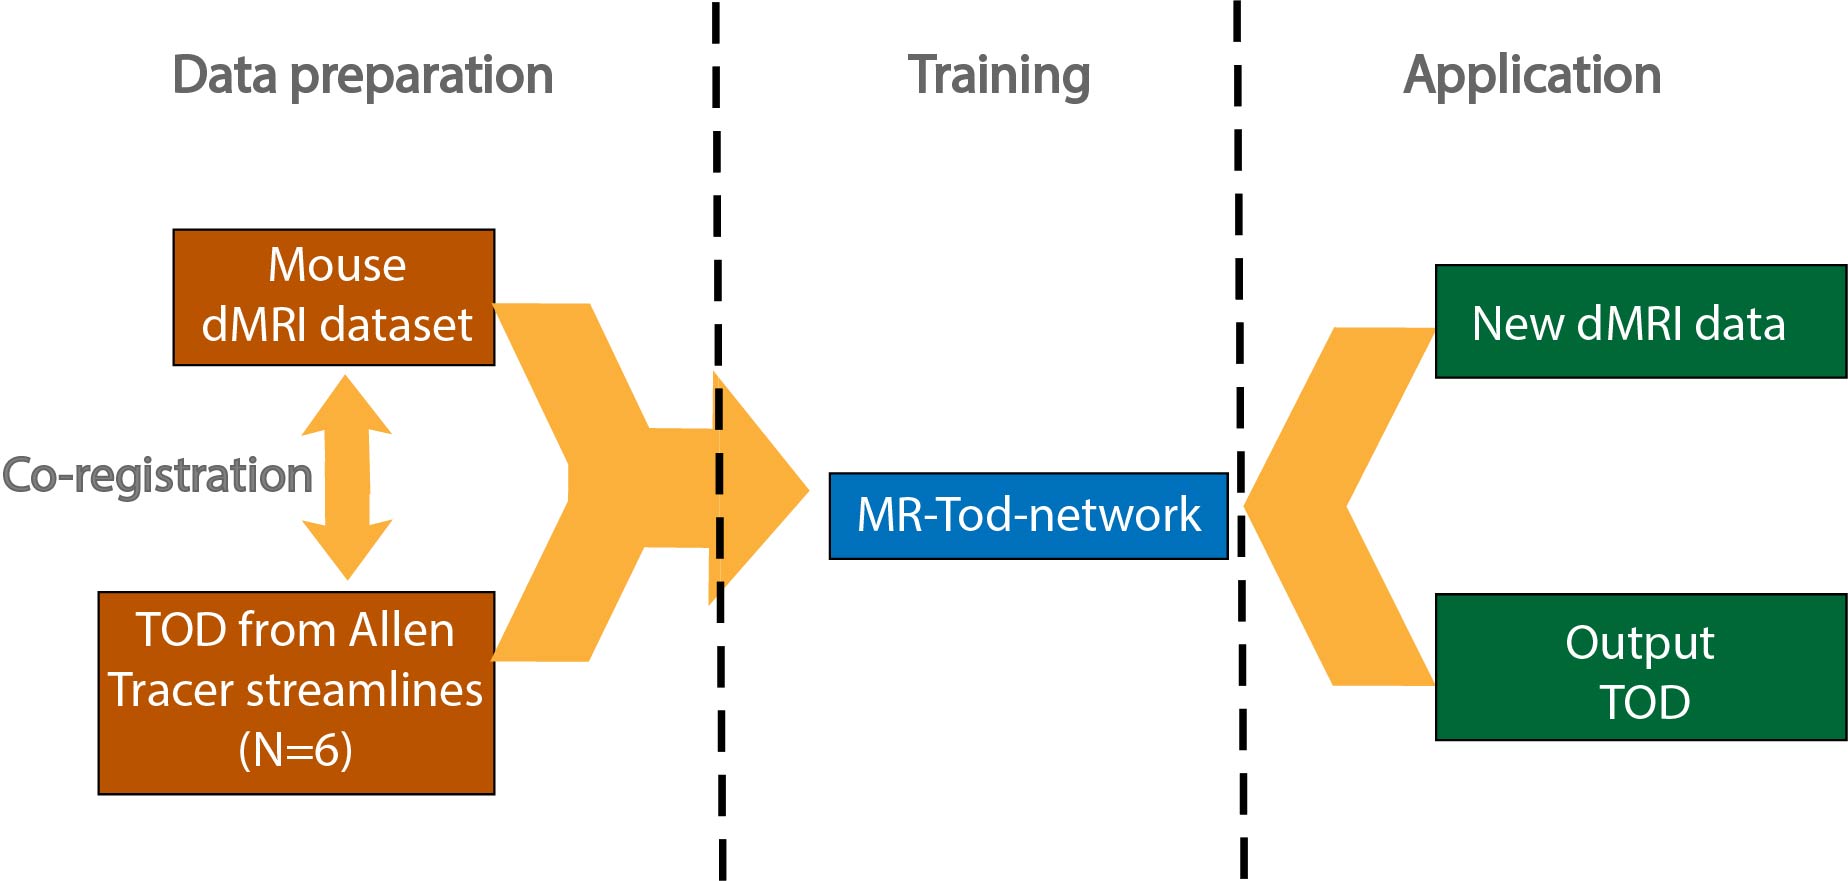 Data preparation
Training
Application
Mouse
dMRI dataset
Co-registration
TOD from Allen
Tracer streamlines
(N=6)
MR-Tod-network
New dMRI data
Output
TOD